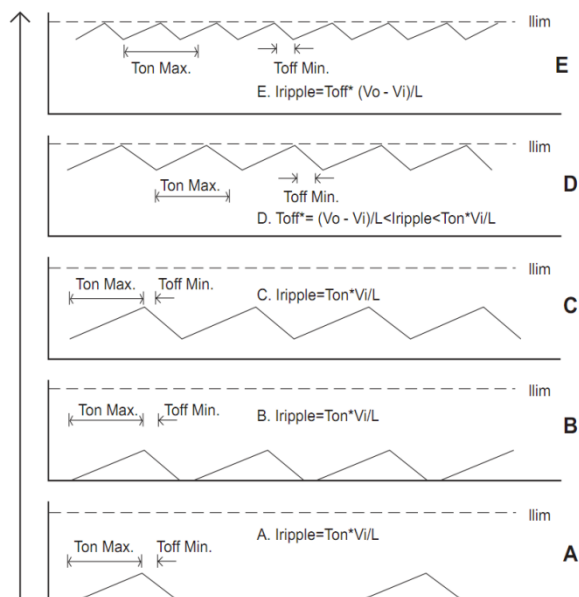 Ilim
Ton Max.
Toff Min.
E
E. Iripple=Toff* (Vo - Vi)/L
Ilim
Ton Max.
Toff Min.
D
D. Toff*= (Vo - Vi)/L<Iripple<Ton*Vi/L
Ilim
Ton Max. Toff Min.
C. Iripple=Ton*Vi/L
C
Ilim
Ton Max. Toff Min.
B. Iripple=Ton*Vi/L
B
Ilim
A. Iripple=Ton*Vi/L
Ton Max. Toff Min.
A